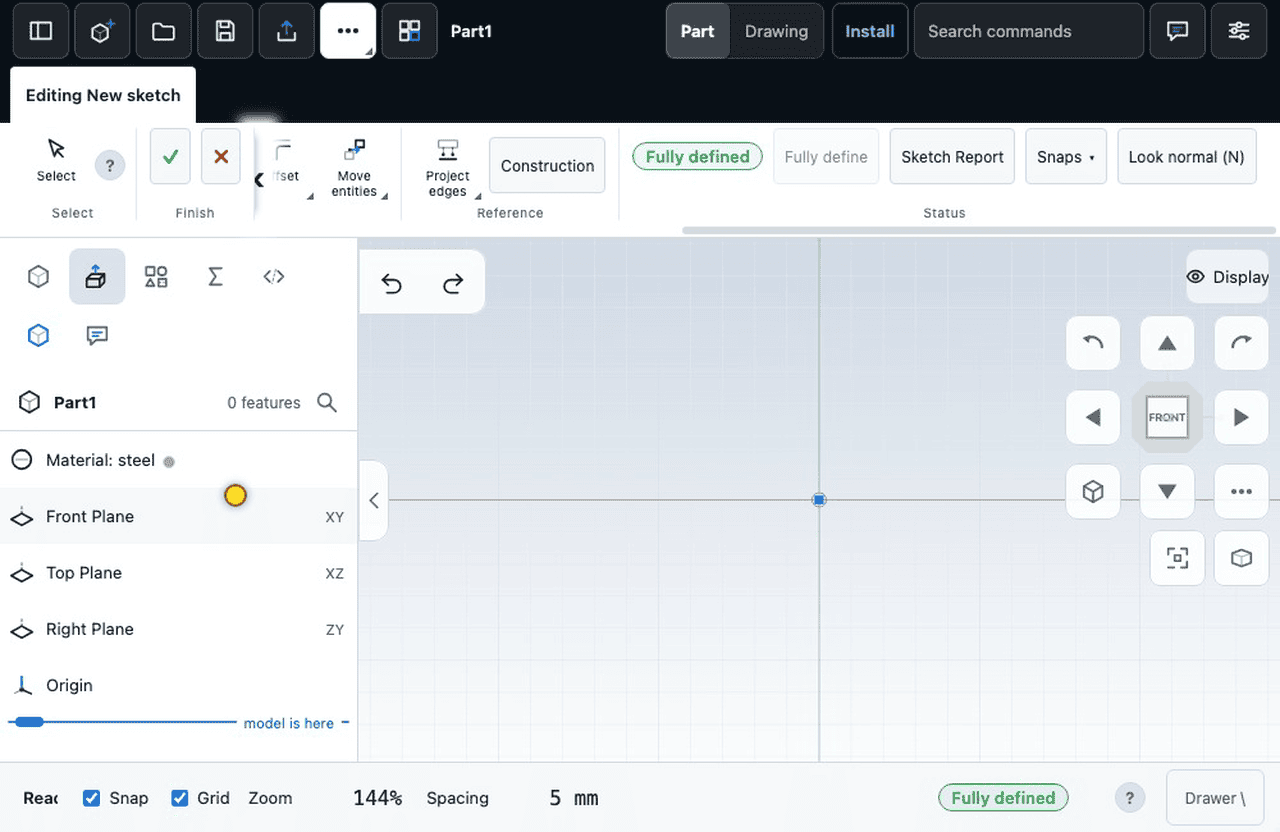 Part1
Part
Drawing
Install
Search commands
Editing New sketch
Select
?
Select
Finish
fset
Move
entities
Project
edges
Construction
Reference
Fully defined
Fully define
Sketch Report
Snaps
Look normal (N)
Status
Display
Part1
0 features
Material: steel
Front Plane
XY
Top Plane
XZ
Right Plane
ZY
Origin
model is here
FRONT
Snap
Grid
Zoom
144%
Spacing
5 mm
Fully defined
?
Drawer \